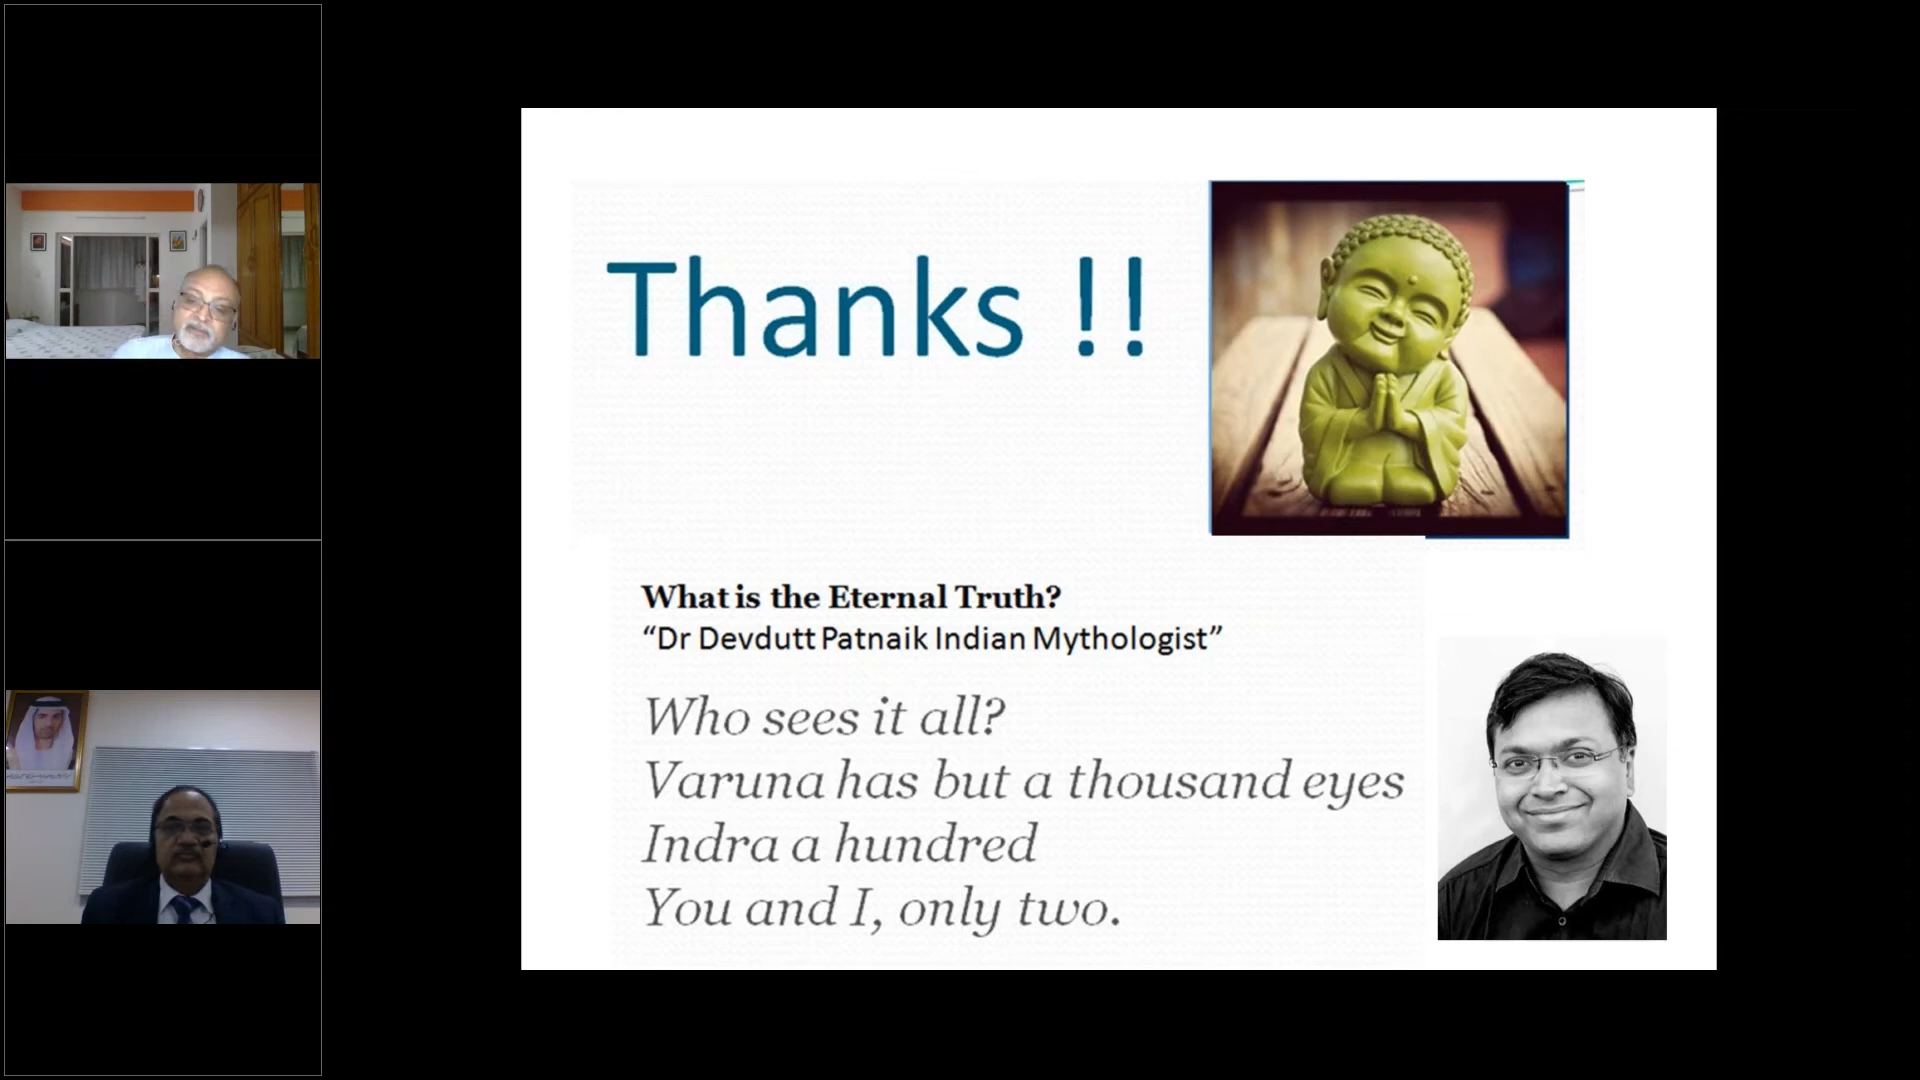 Thanks !!
What is the Eternal Truth?
“Dr Devdutt Patnaik Indian Mythologist”
Who sees it all?
Varuna has but a thousand eyes
Indra a hundred
You and I, only two.